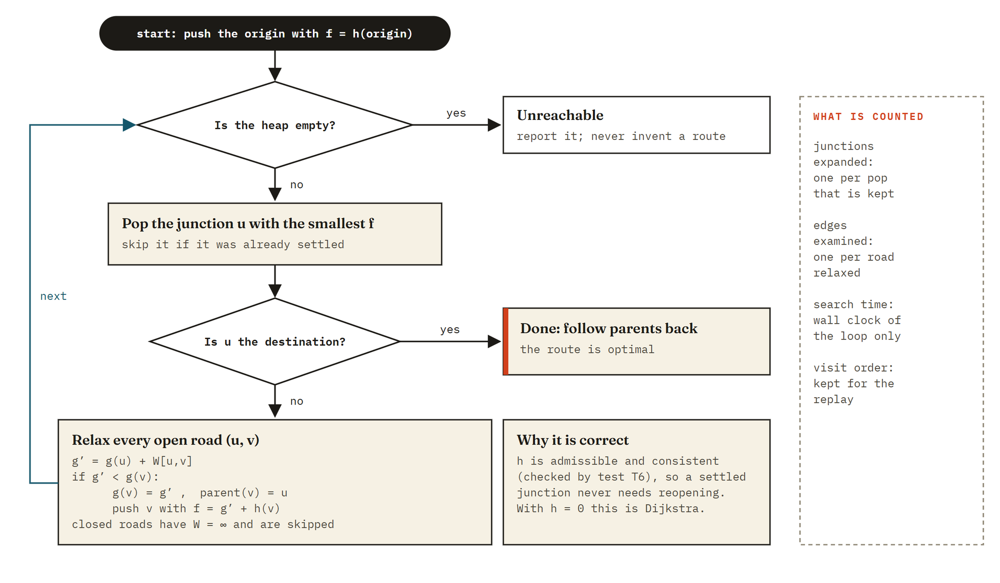 start: push the origin with f = h(origin)
Is the heap empty?
yes
Unreachable
report it; never invent a route
no
Pop the junction u with the smallest f
skip it if it was already settled
next
Is u the destination?
yes
Done: follow parents back
the route is optimal
no
Relax every open road (u, v)
g′ = g(u) + W[u,v]
if g′ < g(v):
g(v) = g′ , parent(v) = u
push v with f = g′ + h(v)
closed roads have W = ∞ and are skipped
Why it is correct
h is admissible and consistent
(checked by test T6), so a settled
junction never needs reopening.
With h = 0 this is Dijkstra.
WHAT IS COUNTED
junctions
expanded:
one per pop
that is kept
edges
examined:
one per road
relaxed
search time:
wall clock of
the loop only
visit order:
kept for the
replay